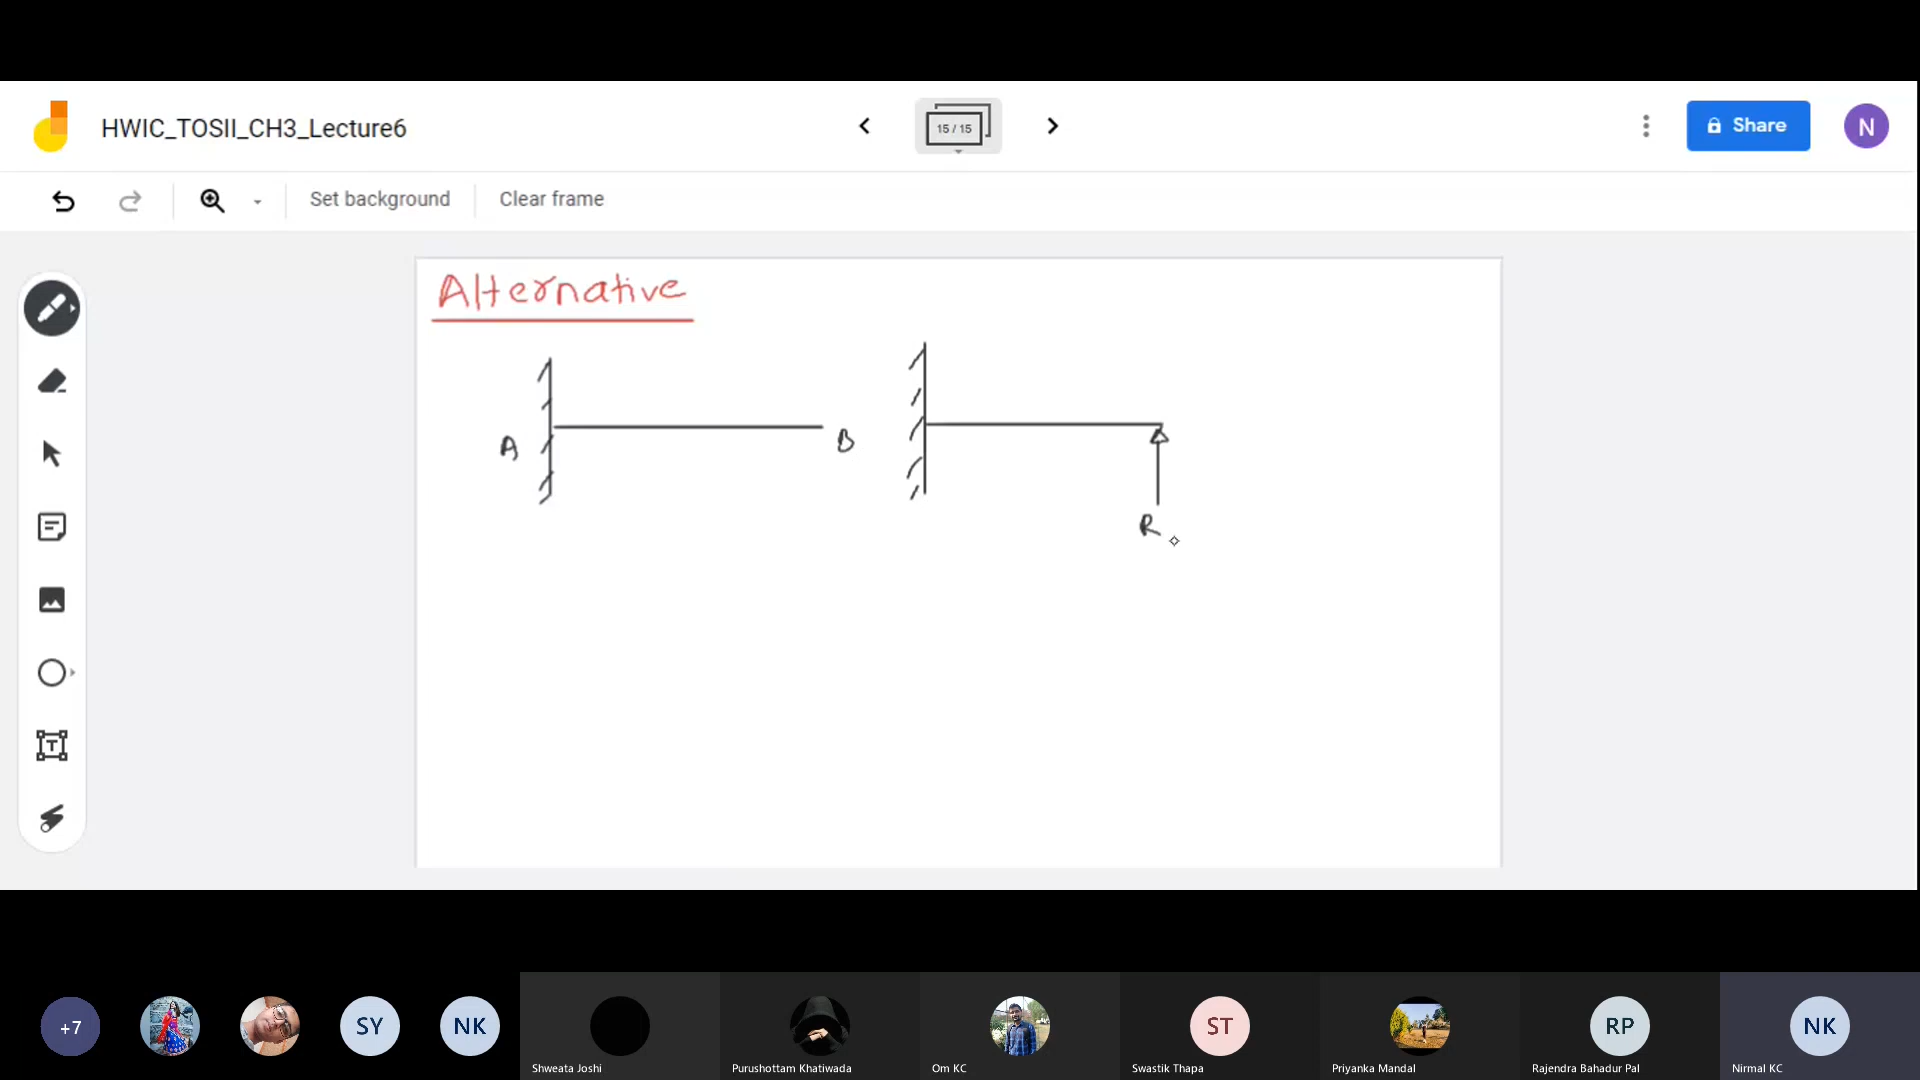 HWIC_TOSII_CH3_Lecture6
15 / 15
Share
N
Set background
Clear frame
Alternative
A
B
R
T
+7
SY
NK
ST
RP
NK
Shweata Joshi
Purushottam Khatiwada
Om KC
Swastik Thapa
Priyanka Mandal
Rajendra Bahadur Pal
Nirmal KC